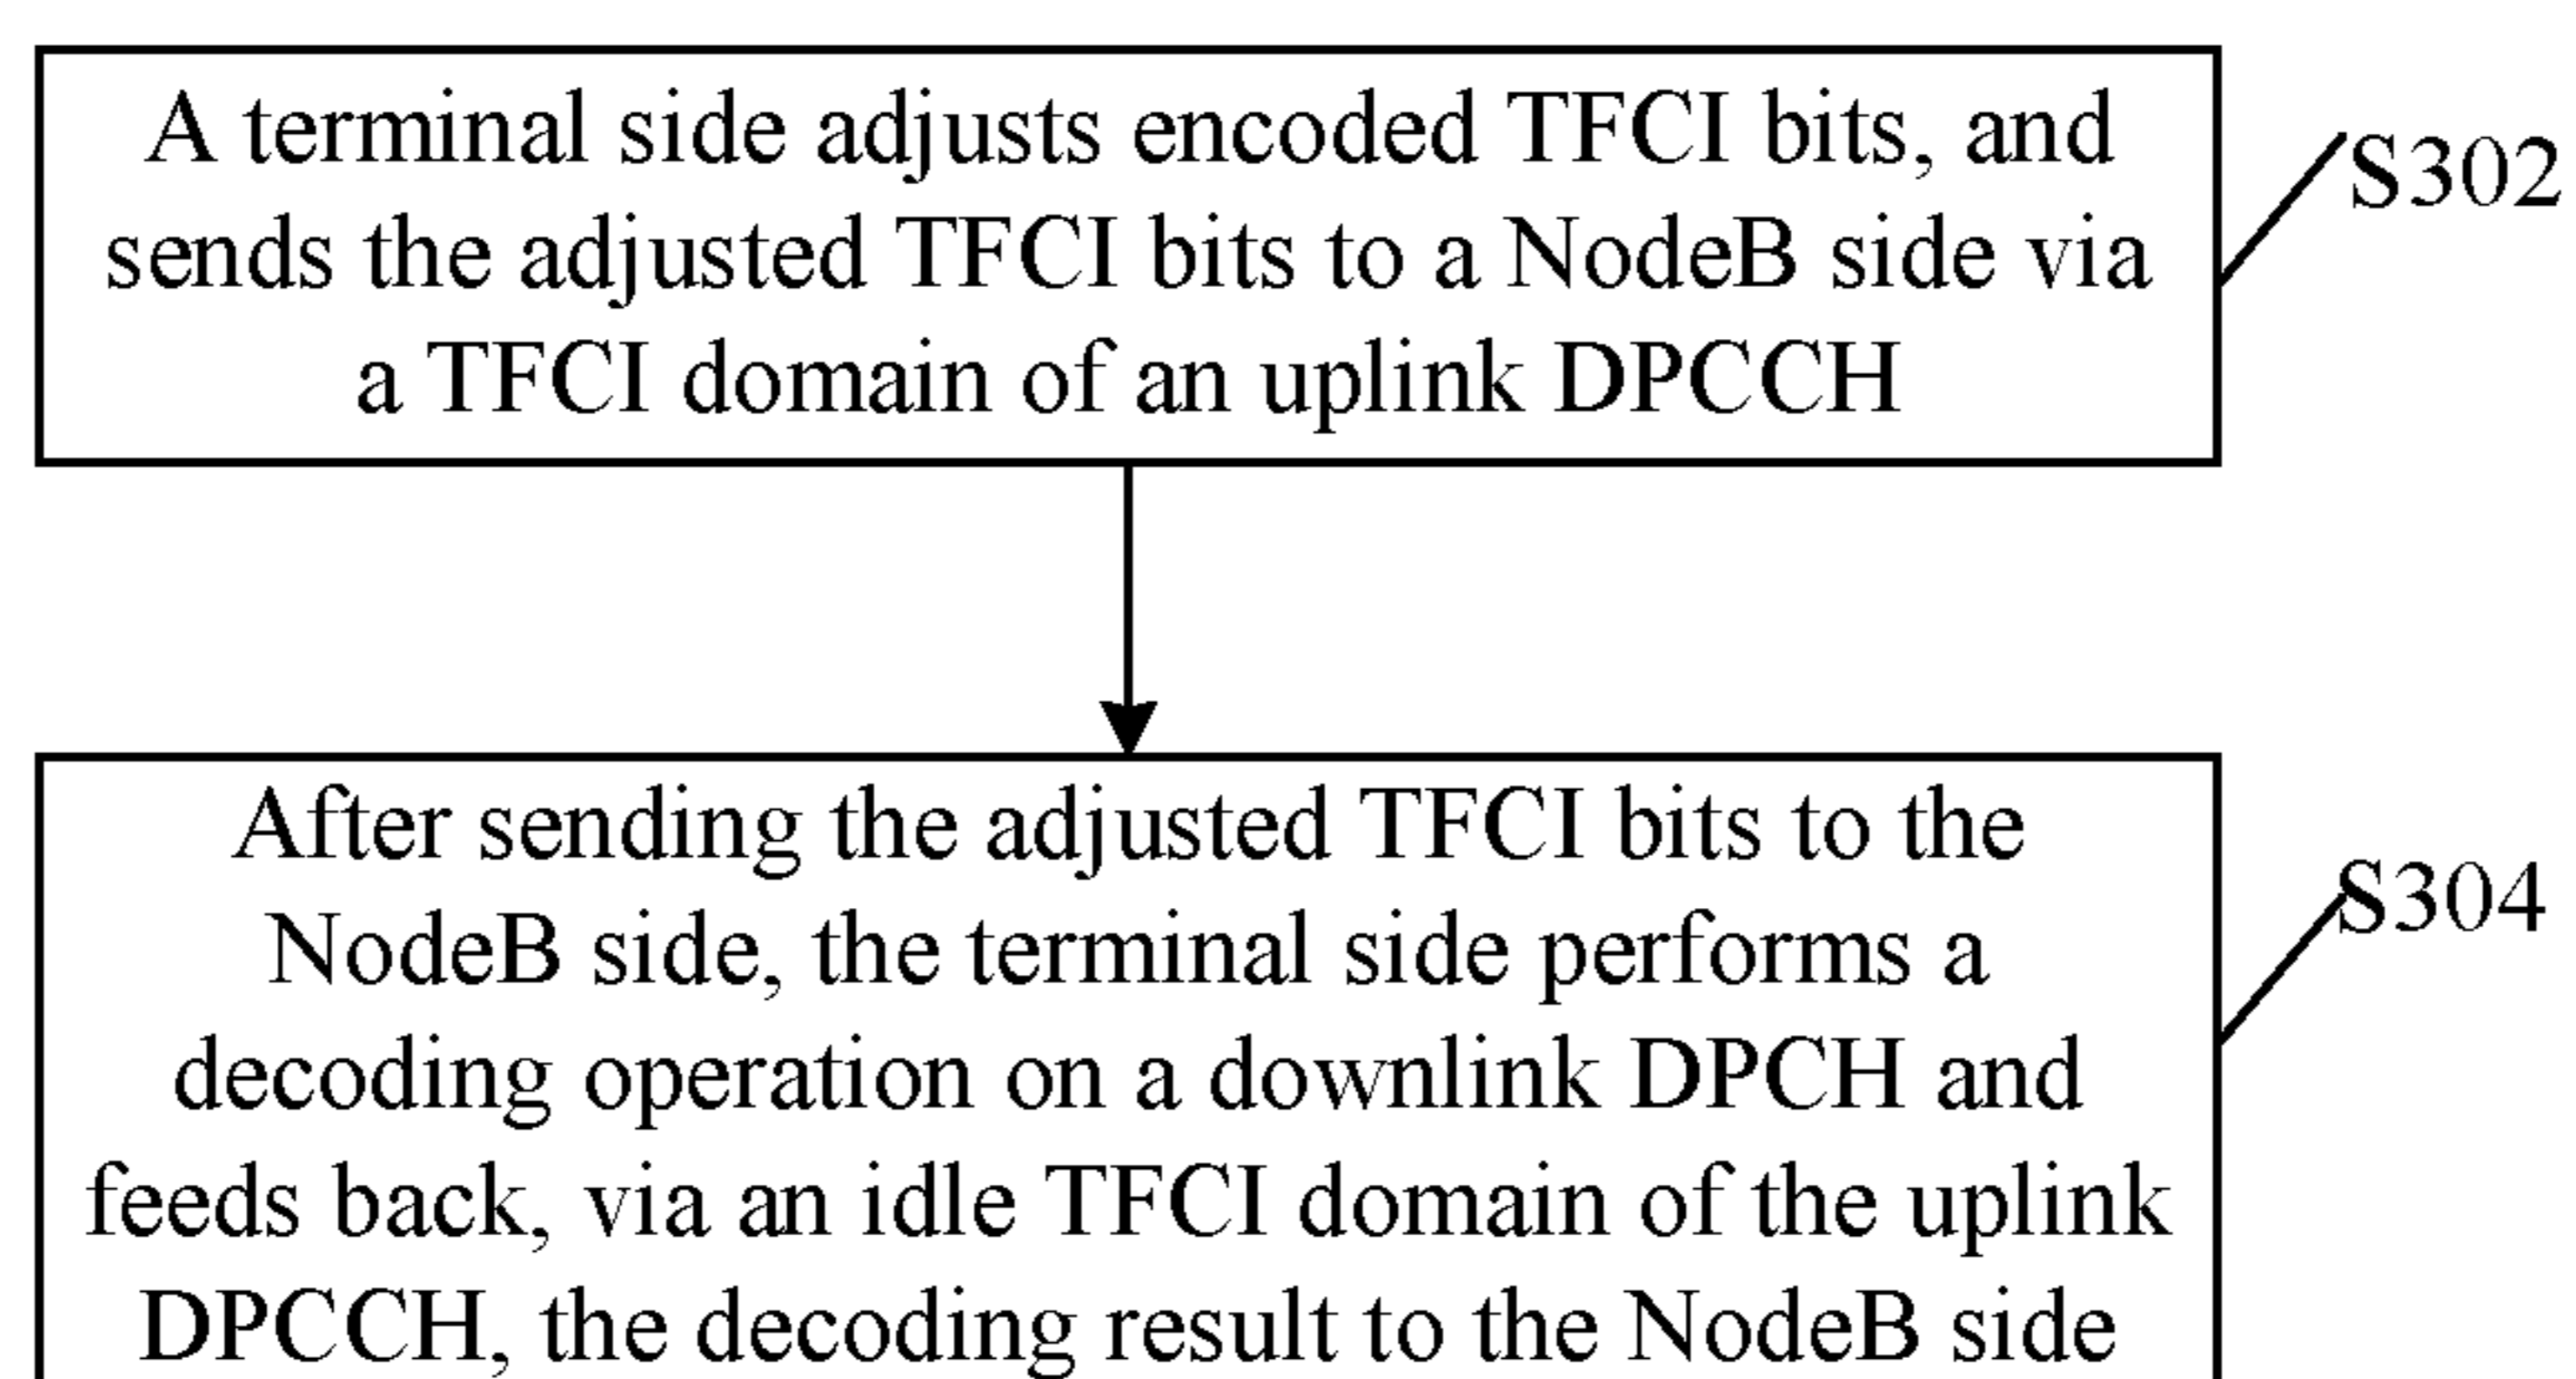 A terminal side adjusts encoded TFCI bits, and
sends the adjusted TFCI bits to a NodeB side via
a TFCI domain of an uplink DPCCH
S302
After sending the adjusted TFCI bits to the
NodeB side, the terminal side performs a
decoding operation on a downlink DPCH and
feeds back, via an idle TFCI domain of the uplink
DPCCH, the decoding result to the NodeB side
S304